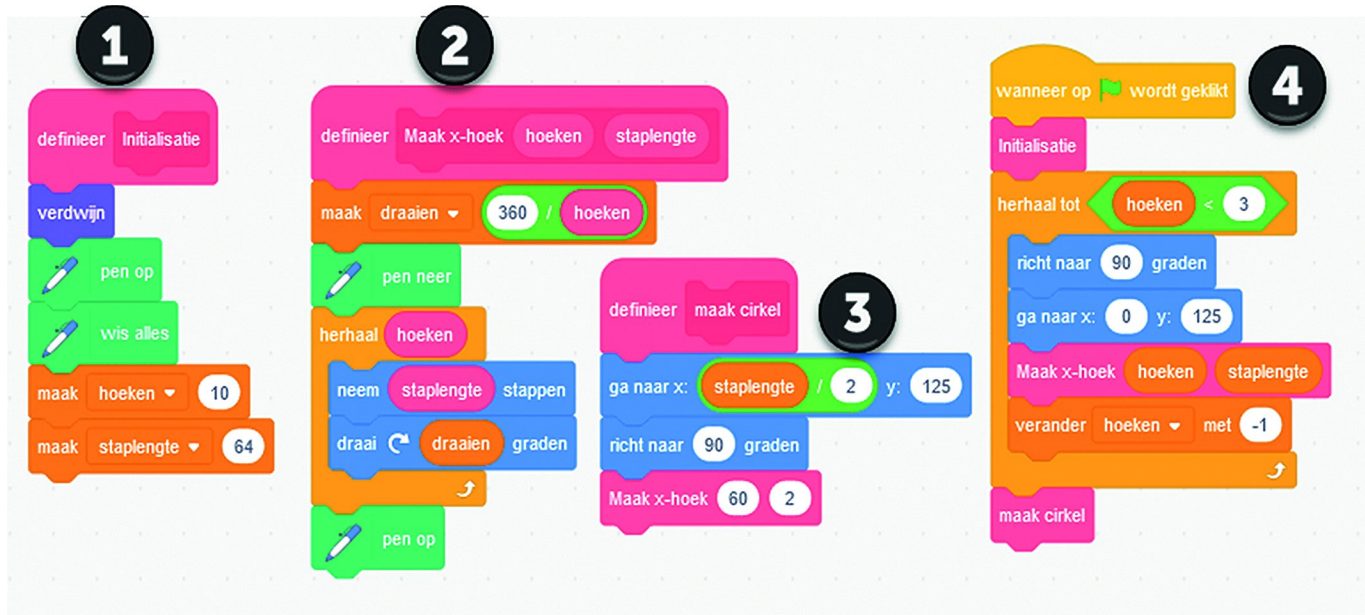 1
definieer Initialisatie
verdwijn
pen op
wis alles
maak hoeken 10
maak staplengte 64
2
definieer Maak x-hoek hoeken staplengte
maak draaien 360 / hoeken
pen neer
herhaal hoeken
neem staplengte stappen
draai draaien graden
pen op
3
definieer maak cirkel
ga naar x: staplengte / 2 y: 125
richt naar 90 graden
Maak x-hoek 60 2
4
wanneer op wordt geklikt
Initialisatie
herhaal tot hoeken < 3
richt naar 90 graden
ga naar x: 0 y: 125
Maak x-hoek hoeken staplengte
verander hoeken met -1
maak cirkel